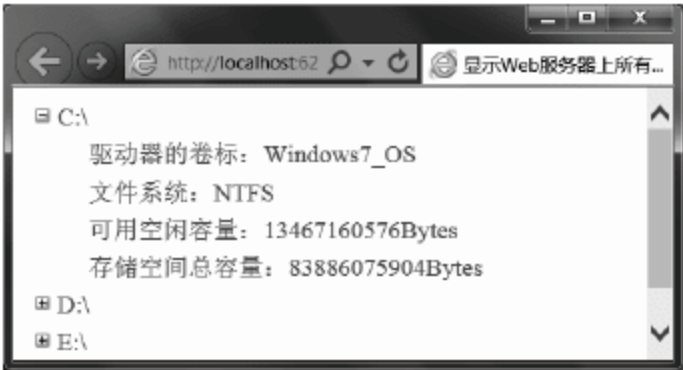 http://localhost:62
显示Web服务器上所有...
C:\
驱动器的卷标：Windows7_OS
文件系统：NTFS
可用空闲容量：13467160576Bytes
存储空间总容量：83886075904Bytes
D:\
E:\